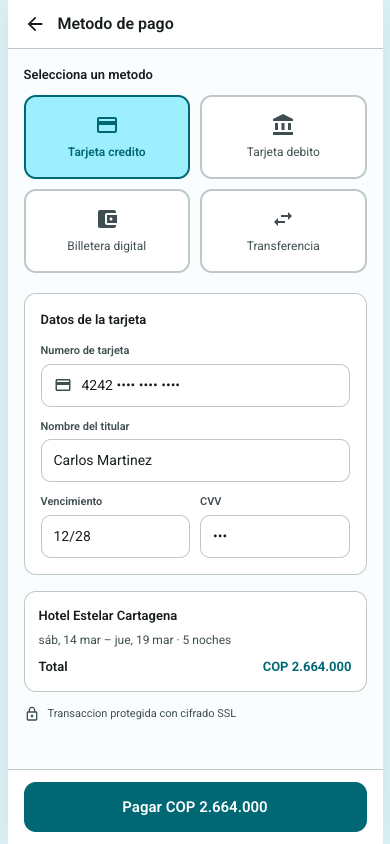 Metodo de pago
Selecciona un metodo
Tarjeta credito
Tarjeta debito
Billetera digital
Transferencia
Datos de la tarjeta
Numero de tarjeta
4242 •••• •••• ••••
Nombre del titular
Carlos Martinez
Vencimiento
CVV
12/28
•••
Hotel Estelar Cartagena
sáb, 14 mar – jue, 19 mar · 5 noches
Total
COP 2.664.000
Transaccion protegida con cifrado SSL
Pagar COP 2.664.000